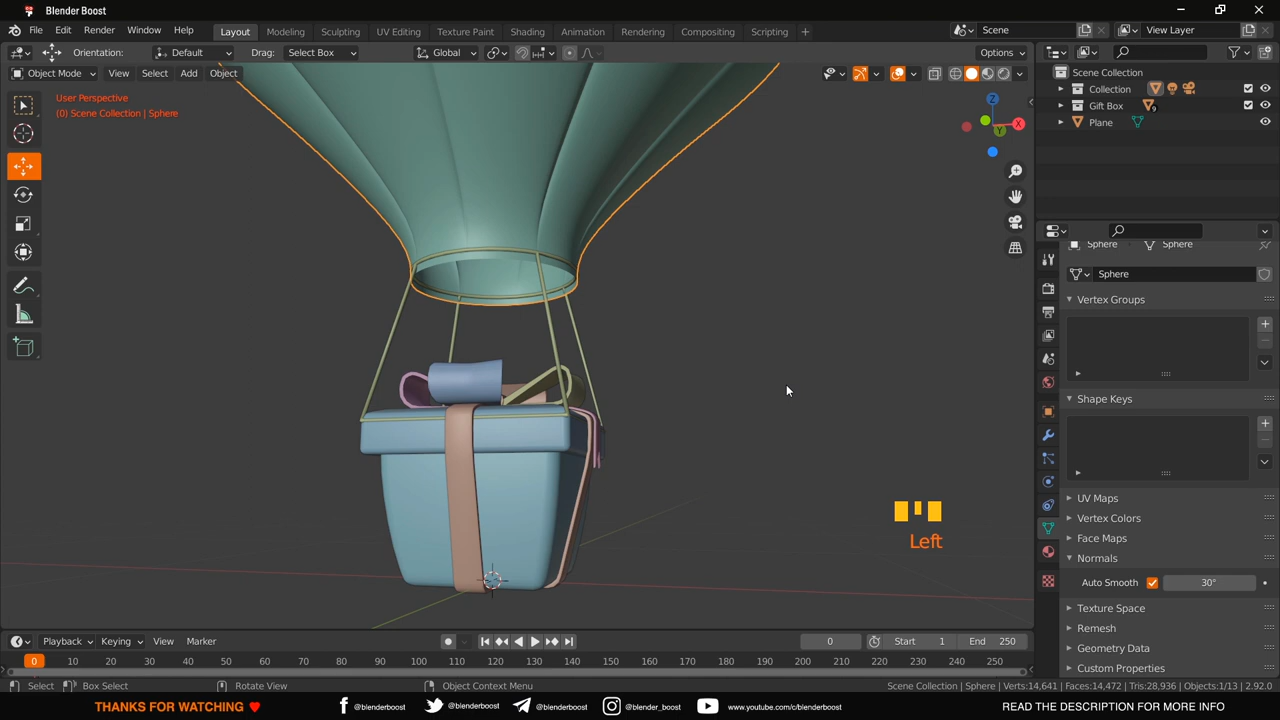 Blender Boost
File Edit Render Window Help Layout Modeling Sculpting UV Editing Texture Paint Shading Animation Rendering Compositing Scripting + Scene View Layer
Orientation: Default Drag: Select Box Global Options
Object Mode View Select Add Object
User Perspective
(0) Scene Collection | Sphere
Z
X
Y
Scene Collection
Collection
Gift Box 9
Plane
Sphere Sphere
Sphere
Vertex Groups
Shape Keys
UV Maps
Vertex Colors
Face Maps
Normals
Auto Smooth 30°
Texture Space
Remesh
Geometry Data
Custom Properties
Left
Playback Keying View Marker 0 Start 1 End 250
0 10 20 30 40 50 60 70 80 90 100 110 120 130 140 150 160 170 180 190 200 210 220 230 240 250
Select Box Select Rotate View Object Context Menu Scene Collection | Sphere | Verts:14,641 | Faces:14,472 | Tris:28,936 | Objects:1/13 | 2.92.0
THANKS FOR WATCHING @blenderboost @blenderboost @blenderboost @blender_boost www.youtube.com/c/blenderboost READ THE DESCRIPTION FOR MORE INFO